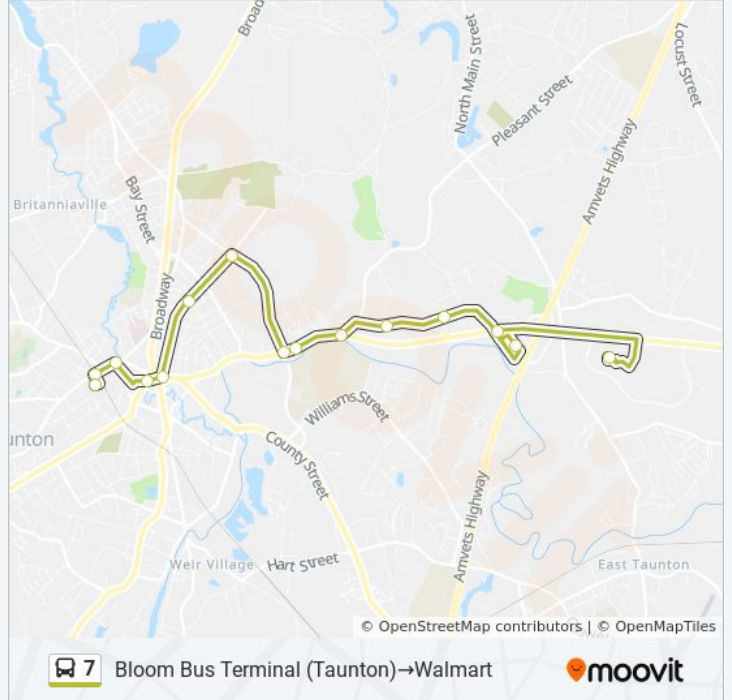 Broad
North Main Street
Locust Street
Pleasant Street
Amvets Highway
Bay Street
Britanniaville
Broadway
Williams Street
unton
County Street
Amvets Highway
Weir Village
Hart Street
East Taunton
© OpenStreetMap contributors | © OpenMapTiles
7 Bloom Bus Terminal (Taunton)→Walmart
moovit